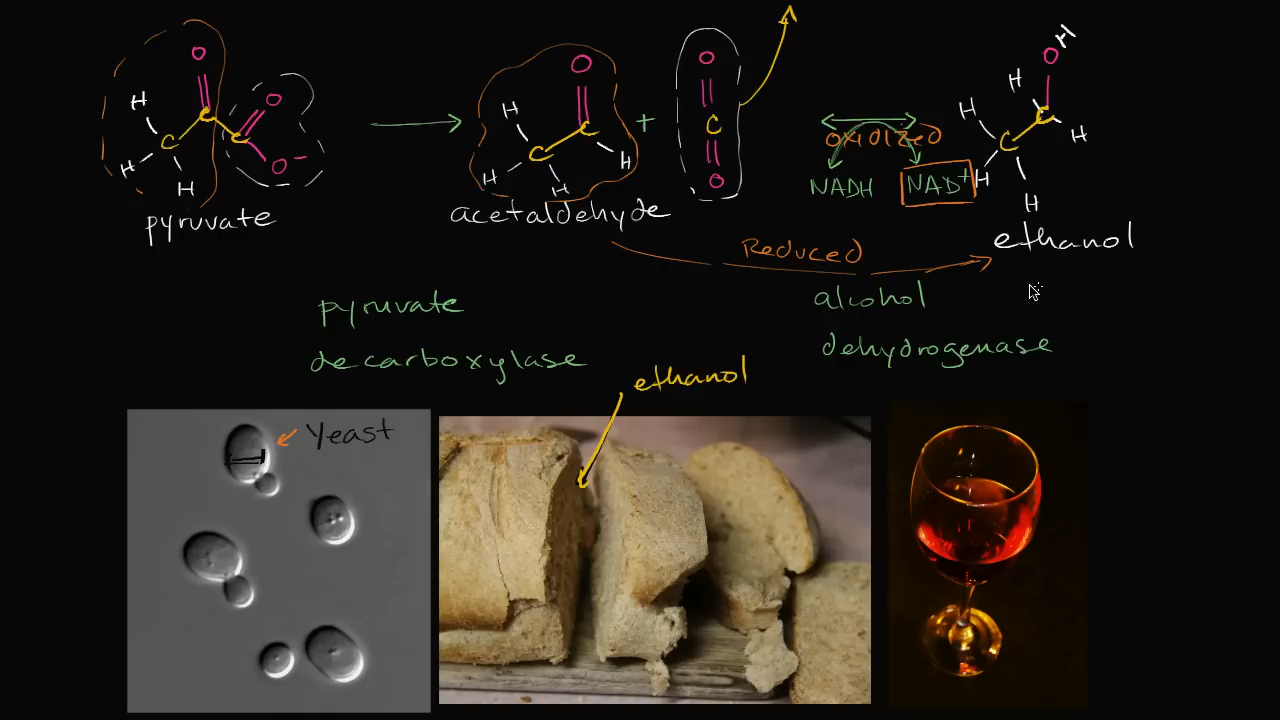 O
C
O
H
C
C
O⁻
H
H
pyruvate
O
H
C
C
H
H
H
acetaldehyde
+
O
C
O
oxidized
NADH
NAD⁺
H
O
H
H
C
H
C
H
H
ethanol
Reduced
pyruvate
decarboxylase
alcohol
dehydrogenase
ethanol
Yeast